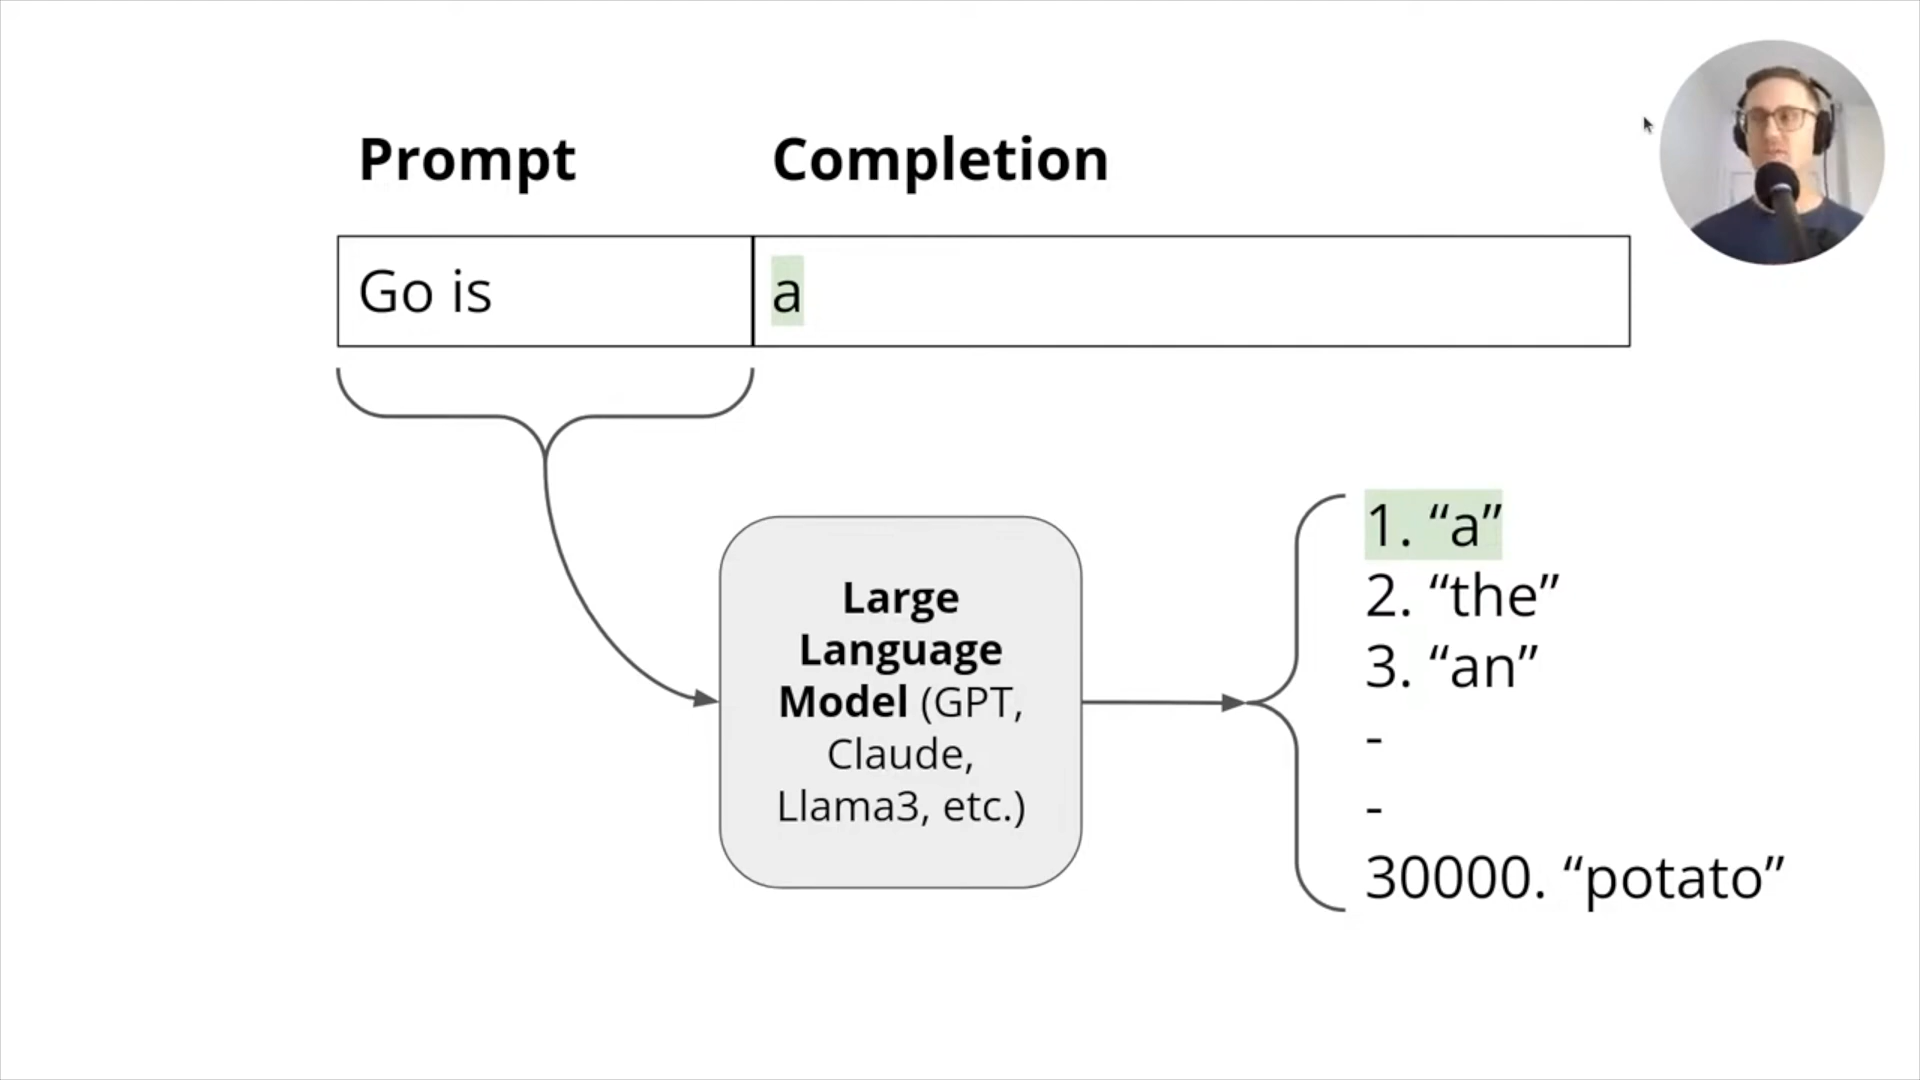 Prompt
Completion
Go is
a
Large
Language
Model (GPT,
Claude,
Llama3, etc.)
1. “a”
2. “the”
3. “an”
-
-
30000. “potato”